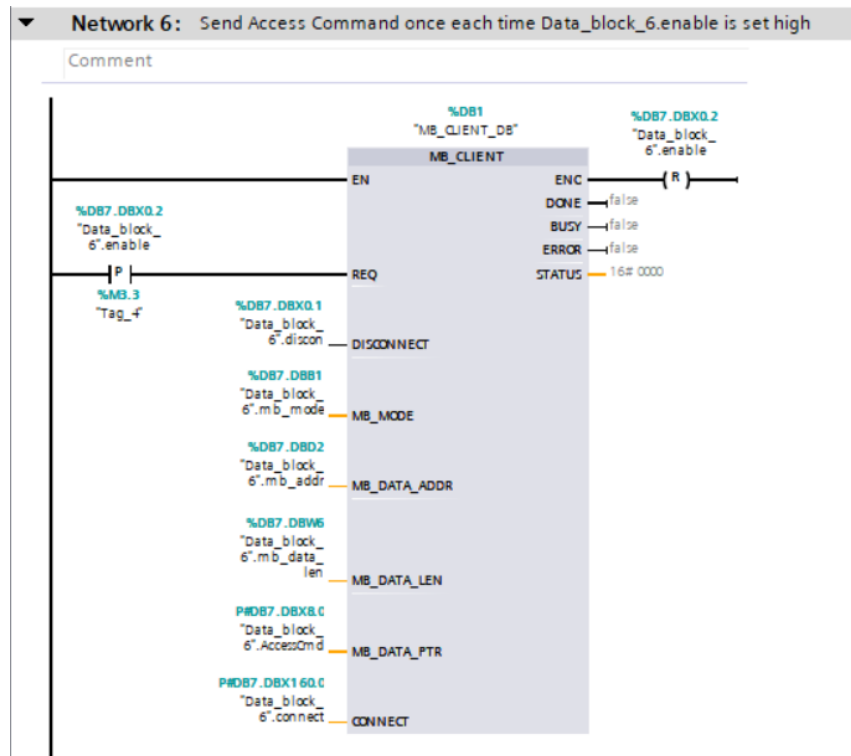 Network 6: Send Access Command once each time Data_block_6.enable is set high
Comment
%DB1
"MB_CLIENT_DB"
MB_CLIENT
%DB7.DBX0.2
"Data_block_
6".enable
EN
ENC
R
DONE
false
BUSY
false
ERROR
false
STATUS
16# 0000
%DB7.DBX0.2
"Data_block_
6".enable
P
REQ
%M3.3
"Tag_4"
%DB7.DBX0.1
"Data_block_
6".discon
DISCONNECT
%DB7.DBB1
"Data_block_
6".mb_mode
MB_MODE
%DB7.DBD2
"Data_block_
6".mb_addr
MB_DATA_ADDR
%DB7.DBW6
"Data_block_
6".mb_data_
len
MB_DATA_LEN
P#DB7.DBX8.0
"Data_block_
6".AccessCmd
MB_DATA_PTR
P#DB7.DBX160.0
"Data_block_
6".connect
CONNECT